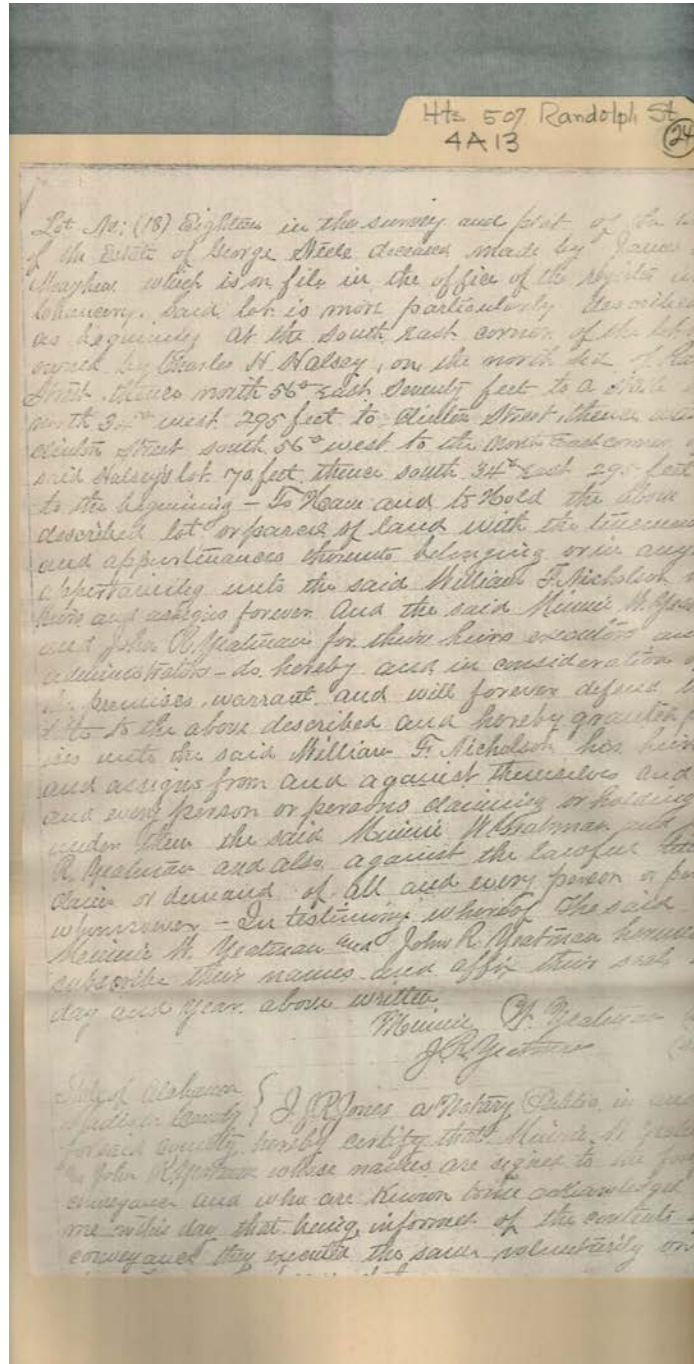 Hts 507 Randolph St
4A13
24
Lot No: (18) Eighteen in the survey and plat of the
of the Estate of George Steele deceased made by James
Mayhew which is on file in the office of the register in
Chancery. Said lot is more particularly described
as beginning at the South East corner of the lot
owned by Charles H. Halsey, on the north side of
Street, thence north 56° East Seventy feet to a stake
north 34° west 295 feet to Clinton Street, thence
Clinton Street south 56° west to the North East corner
said Halsey's lot 70 feet thence south 34° East 295 feet
to the beginning - To Have and to Hold the above
described lot or parcel of land with the
and appurtenances thereunto belonging or in any
appertaining unto the said William F. Nicholson
heirs and assigns forever And the said Minnie W.
and John R. Yeatman for their heirs executors
administrators - do hereby and in consideration
premises, warrant and will forever defend
to the above described and hereby granted
unto the said William F. Nicholson his heirs
and assigns from and against themselves and
and every person or persons claiming or holding
under them the said Minnie W. Yeatman and
R. Yeatman and also against the lawful
claim or demand of all and every person or
whomsoever - In testimony whereof the said
Minnie W. Yeatman and John R. Yeatman hereunto
subscribe their names and affix their seals
day and year above written
Minnie W. Yeatman
J R Yeatman
State of Alabama
Madison County } I J R Jones a Notary Public in and
for said county hereby certify that Minnie W
John R Yeatman whose names are signed to the
conveyance and who are known to me acknowledged
me on this day that being informed of the contents
conveyance they executed the same voluntarily on